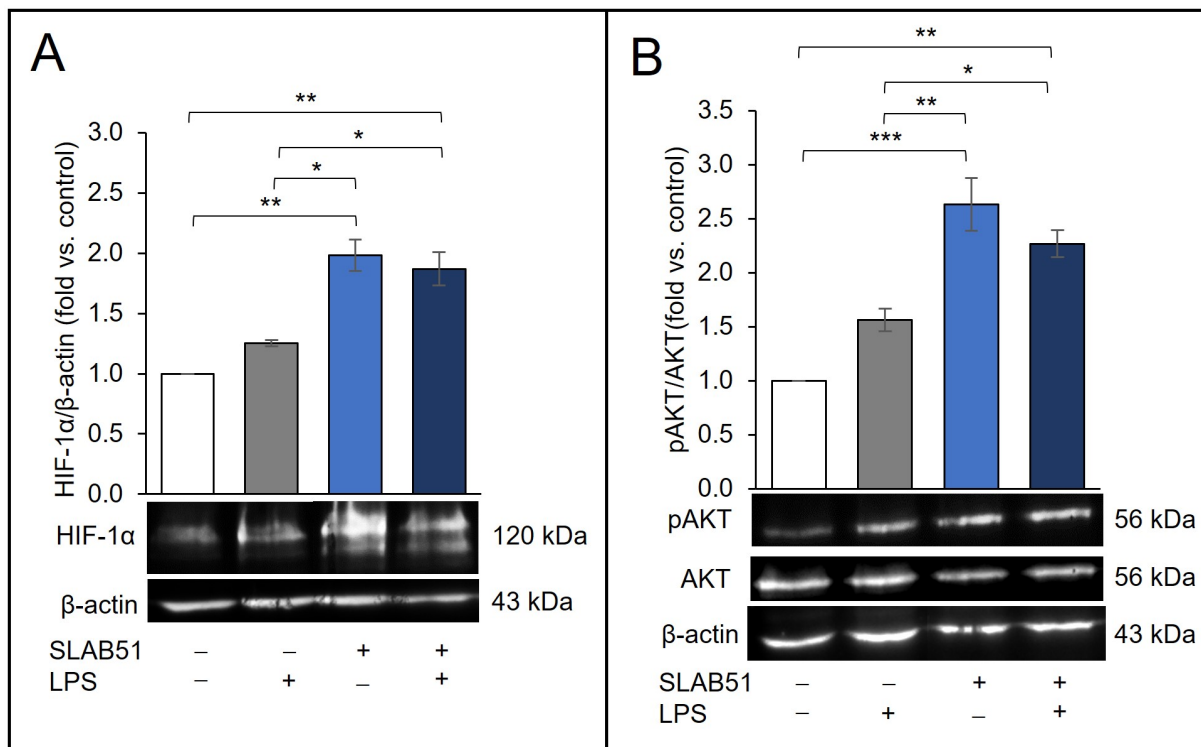 A
**
*
*
**
HIF-1α/β-actin (fold vs. control)
3.0
2.5
2.0
1.5
1.0
0.5
0.0
HIF-1α 120 kDa
β-actin 43 kDa
SLAB51 – – + +
LPS – + – +
B
**
*
**
***
pAKT/AKT(fold vs. control)
3.5
3.0
2.5
2.0
1.5
1.0
0.5
0.0
pAKT 56 kDa
AKT 56 kDa
β-actin 43 kDa
SLAB51 – – + +
LPS – + – +